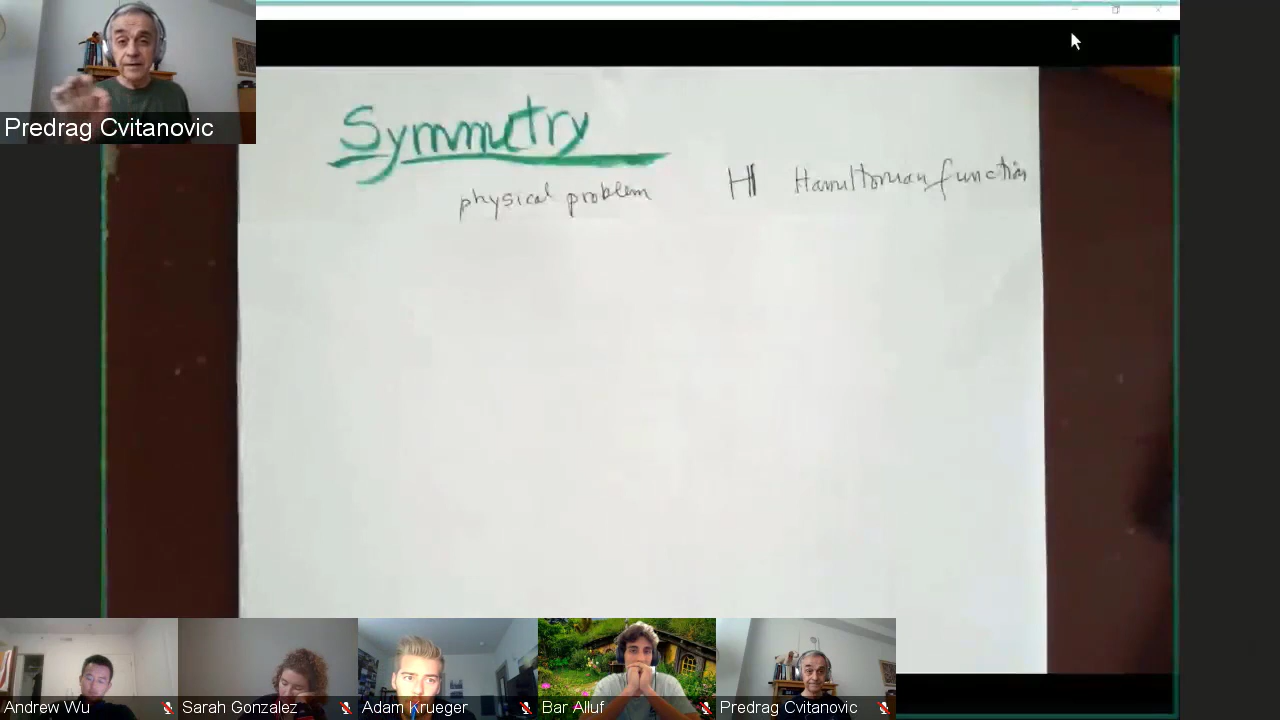 Predrag Cvitanovic
Symmetry
physical problem
H Hamiltonian function
Andrew Wu
Sarah Gonzalez
Adam Krueger
Bar Alluf
Predrag Cvitanovic